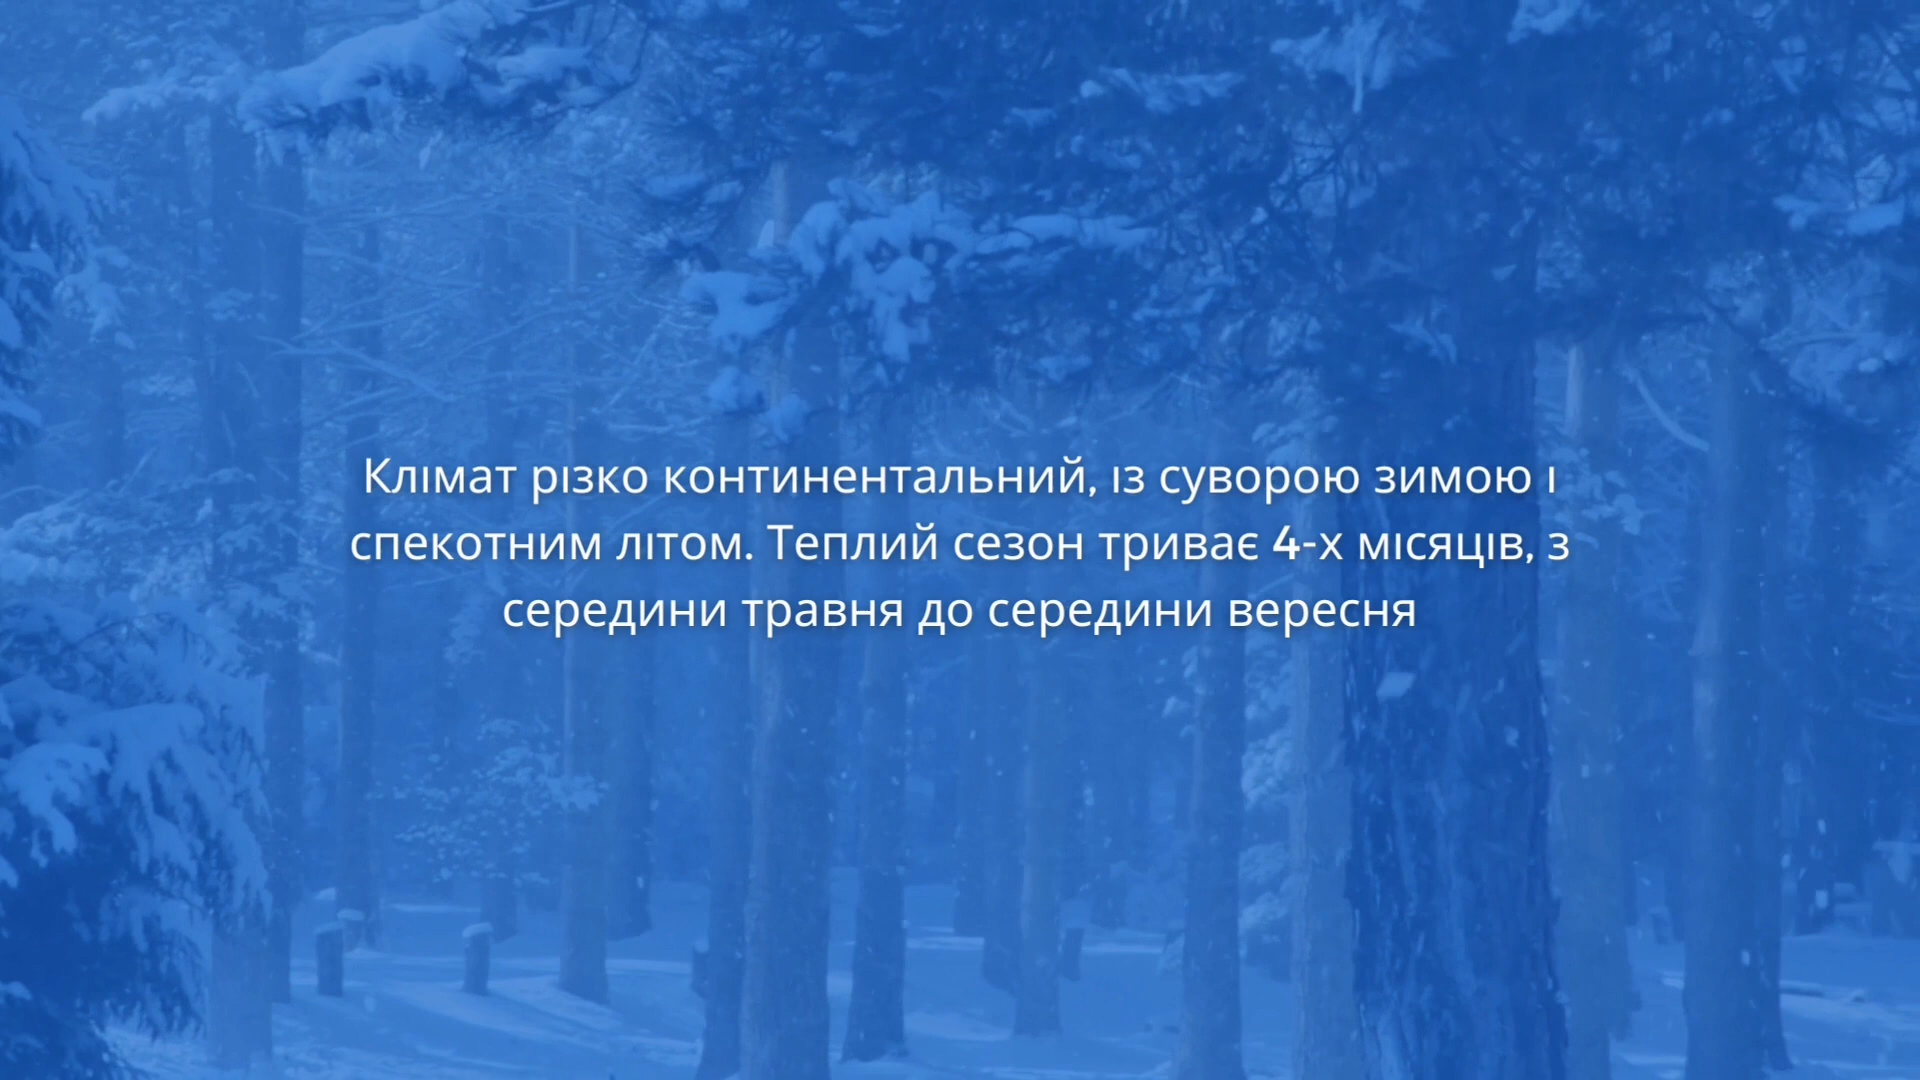 Клімат різко континентальний, із суворою зимою і
спекотним літом. Теплий сезон триває 4-х місяців, з
середини травня до середини вересня